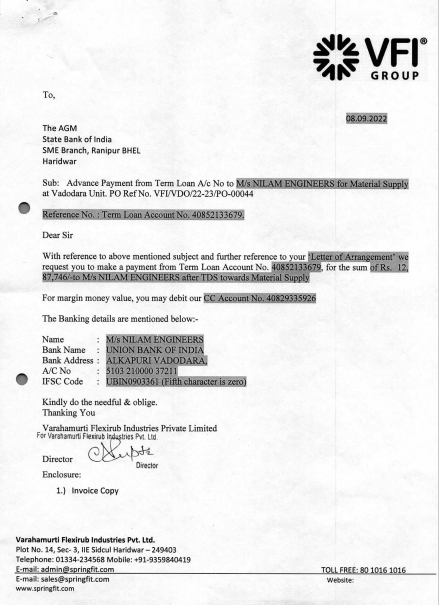 VFI®
GROUP
To,
08.09.2022
The AGM
State Bank of India
SME Branch, Ranipur BHEL
Haridwar
Sub: Advance Payment from Term Loan A/c No to M/s NILAM ENGINEERS for Material Supply
at Vadodara Unit. PO Ref No. VFI/VDO/22-23/PO-00044
Reference No. : Term Loan Account No. 40852133679.
Dear Sir
With reference to above mentioned subject and further reference to your 'Letter of Arrangement' we
request you to make a payment from Term Loan Account No. 40852133679, for the sum of Rs. 12,
87,746/-to M/s NILAM ENGINEERS after TDS towards Material Supply
For margin money value, you may debit our CC Account No. 40829335926
The Banking details are mentioned below:-
Name : M/s NILAM ENGINEERS
Bank Name : UNION BANK OF INDIA
Bank Address : ALKAPURI VADODARA,
A/C No : 5103 210000 37211
IFSC Code : UBIN0903361 (Fifth character is zero)
Kindly do the needful & oblige.
Thanking You
Varahamurti Flexirub Industries Private Limited
For Varahamurti Flexirub Industries Pvt. Ltd.
Director
Director
Enclosure:
1.) Invoice Copy
Varahamurti Flexirub Industries Pvt. Ltd.
Plot No. 14, Sec- 3, IIE Sidcul Haridwar – 249403
Telephone: 01334-234568 Mobile: +91-9359840419
E-mail: admin@springfit.com TOLL FREE: 80 1016 1016
E-mail: sales@springfit.com Website:
www.springfit.com